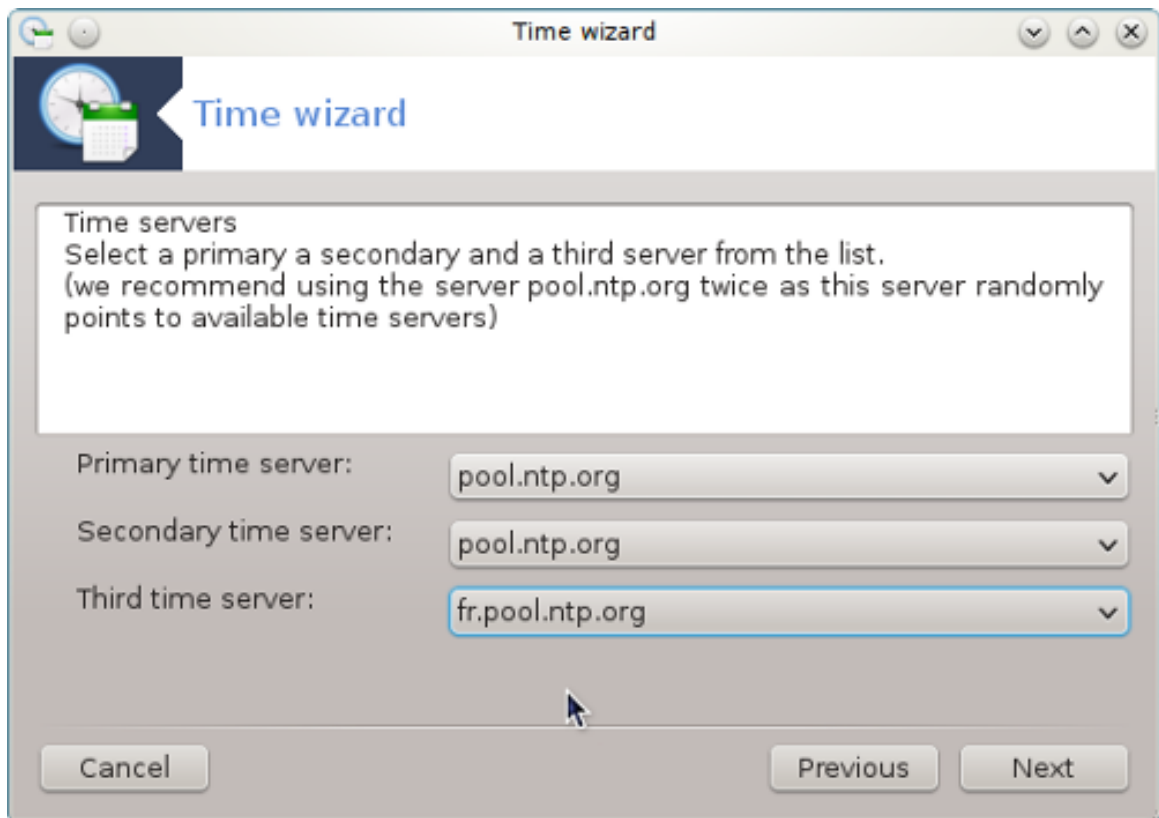 Time wizard
Time wizard
Time servers
Select a primary a secondary and a third server from the list.
(we recommend using the server pool.ntp.org twice as this server randomly
points to available time servers)
Primary time server:
pool.ntp.org
Secondary time server:
pool.ntp.org
Third time server:
fr.pool.ntp.org
Cancel
Previous
Next